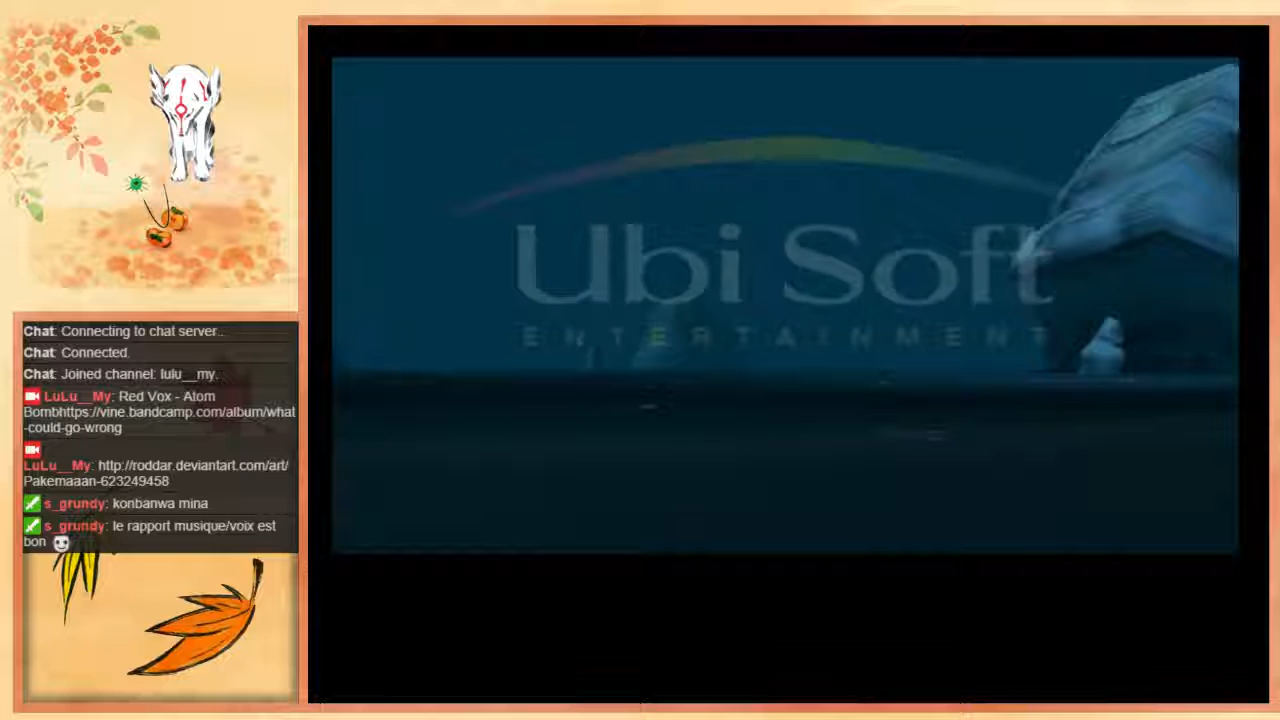 Ubi Soft
ENTERTAINMENT
Chat: Connecting to chat server..
Chat: Connected.
Chat: Joined channel: lulu__my.
LuLu__My: Red Vox - Atom
Bombhttps://vine.bandcamp.com/album/what
-could-go-wrong
LuLu__My: http://roddar.deviantart.com/art/
Pakemaaan-623249458
s_grundy: konbanwa mina
s_grundy: le rapport musique/voix est
bon